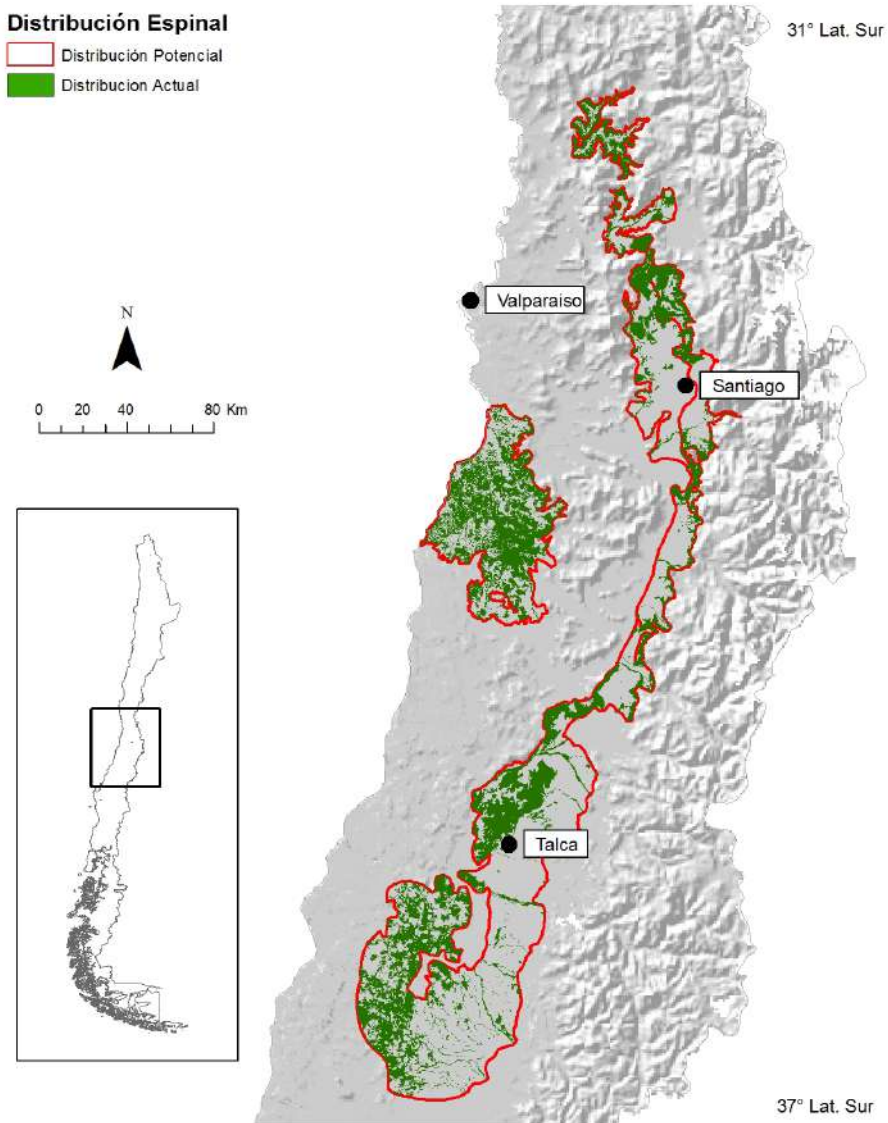 Distribución Espinal
Distribución Potencial
Distribucion Actual
31° Lat. Sur
Valparaiso
N
Santiago
0 20 40 80 Km
Talca
37° Lat. Sur